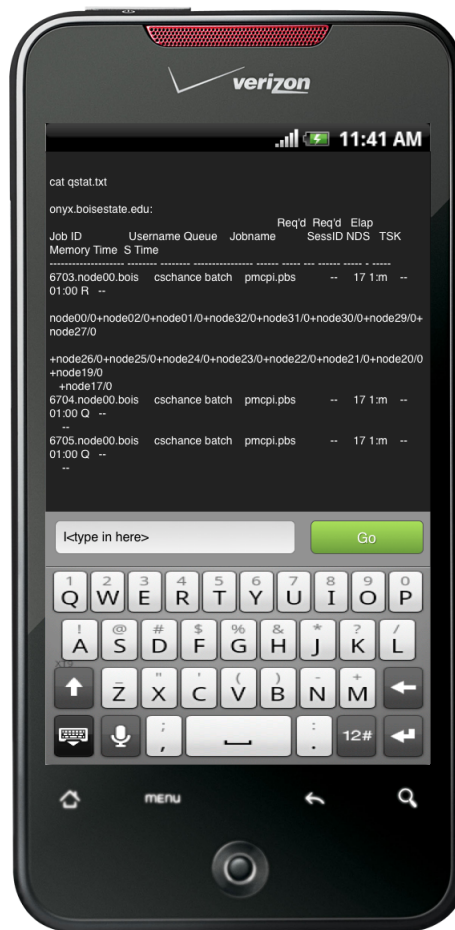 verizon
11:41 AM
cat qstat.txt
onyx.boisestate.edu:
Req'd Req'd Elap
Job ID Username Queue Jobname SessID NDS TSK
Memory Time S Time
-------------------- -------- -------- ---------------- ------ ----- --- ------ ----- - -----
6703.node00.bois cschance batch pmcpi.pbs -- 17 1:m --
01:00 R --
node00/0+node02/0+node01/0+node32/0+node31/0+node30/0+node29/0+
node27/0
+node26/0+node25/0+node24/0+node23/0+node22/0+node21/0+node20/0
+node19/0
+node17/0
6704.node00.bois cschance batch pmcpi.pbs -- 17 1:m --
01:00 Q --
--
6705.node00.bois cschance batch pmcpi.pbs -- 17 1:m --
01:00 Q --
--
I<type in here> Go
1 2 3 4 5 6 7 8 9 0
Q W E R T Y U I O P
! @ # $ % & * ? /
A S D F G H J K L
XT9
_ " ' ( ) - +
Z X C V B N M
; :
, . 12#
MENU